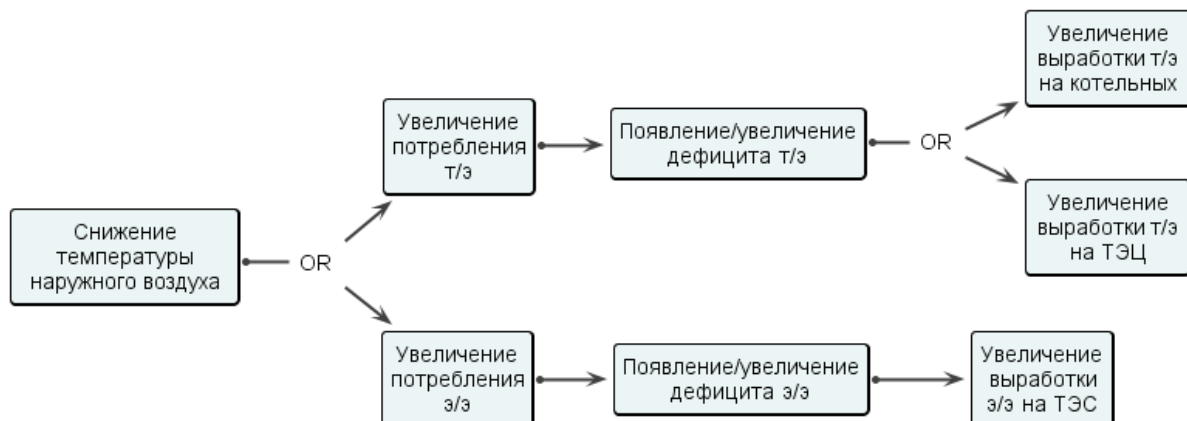 Снижение
температуры
наружного воздуха
OR
Увеличение
потребления
т/э
Появление/увеличение
дефицита т/э
OR
Увеличение
выработки т/э
на котельных
Увеличение
выработки т/э
на ТЭЦ
Увеличение
потребления
э/э
Появление/увеличение
дефицита э/э
Увеличение
выработки
э/э на ТЭС